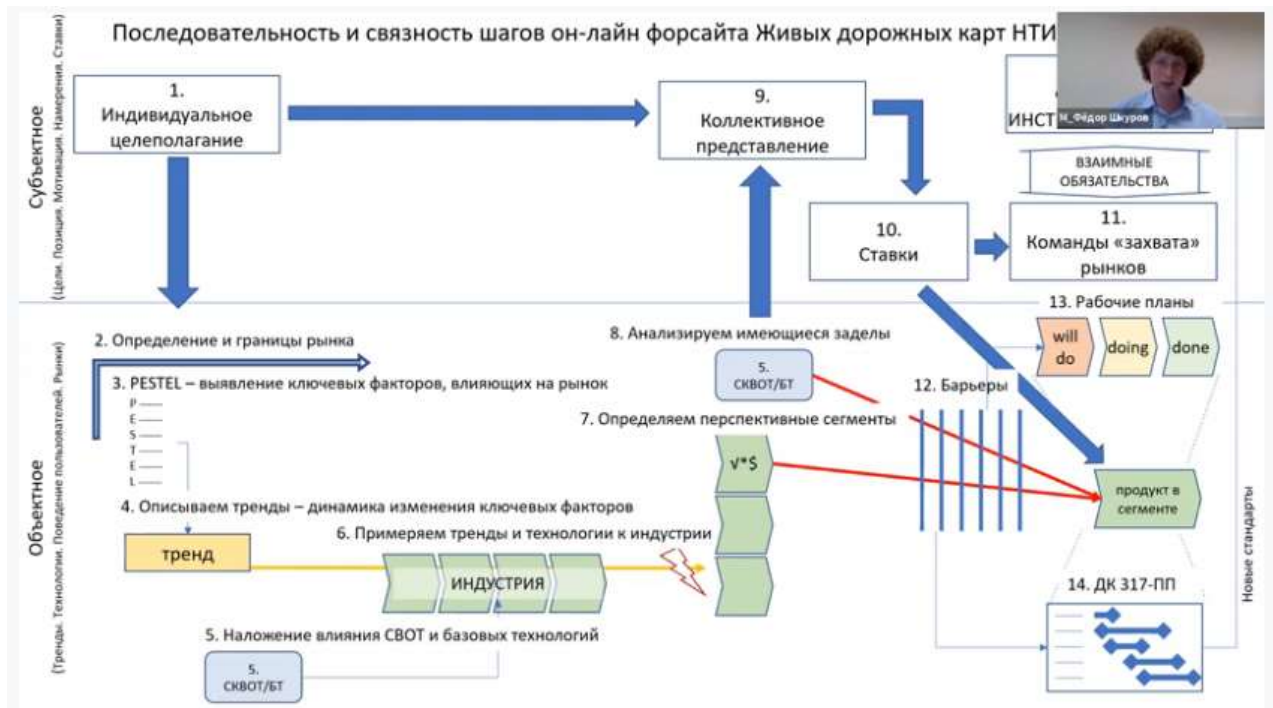 Последовательность и связность шагов он-лайн форсайта Живых дорожных карт НТИ
Субъектное
(Цели. Позиция. Мотивация. Намерения. Ставки)
1.
Индивидуальное
целеполагание
9.
Коллективное
представление
N_Фёдор Шкуров
ИНСТ
ВЗАИМНЫЕ
ОБЯЗАТЕЛЬСТВА
10.
Ставки
11.
Команды «захвата»
рынков
Объектное
(Тренды. Технологии. Поведение пользователей. Рынки)
2. Определение и границы рынка
3. PESTEL – выявление ключевых факторов, влияющих на рынок
P
E
S
T
E
L
4. Описываем тренды – динамика изменения ключевых факторов
тренд
6. Примеряем тренды и технологии к индустрии
ИНДУСТРИЯ
5. Наложение влияния СВОТ и базовых технологий
5.
СКВОТ/БТ
8. Анализируем имеющиеся заделы
5.
СКВОТ/БТ
7. Определяем перспективные сегменты
√*$
12. Барьеры
13. Рабочие планы
will
do
doing
done
продукт в
сегменте
14. ДК 317-ПП
Новые стандарты